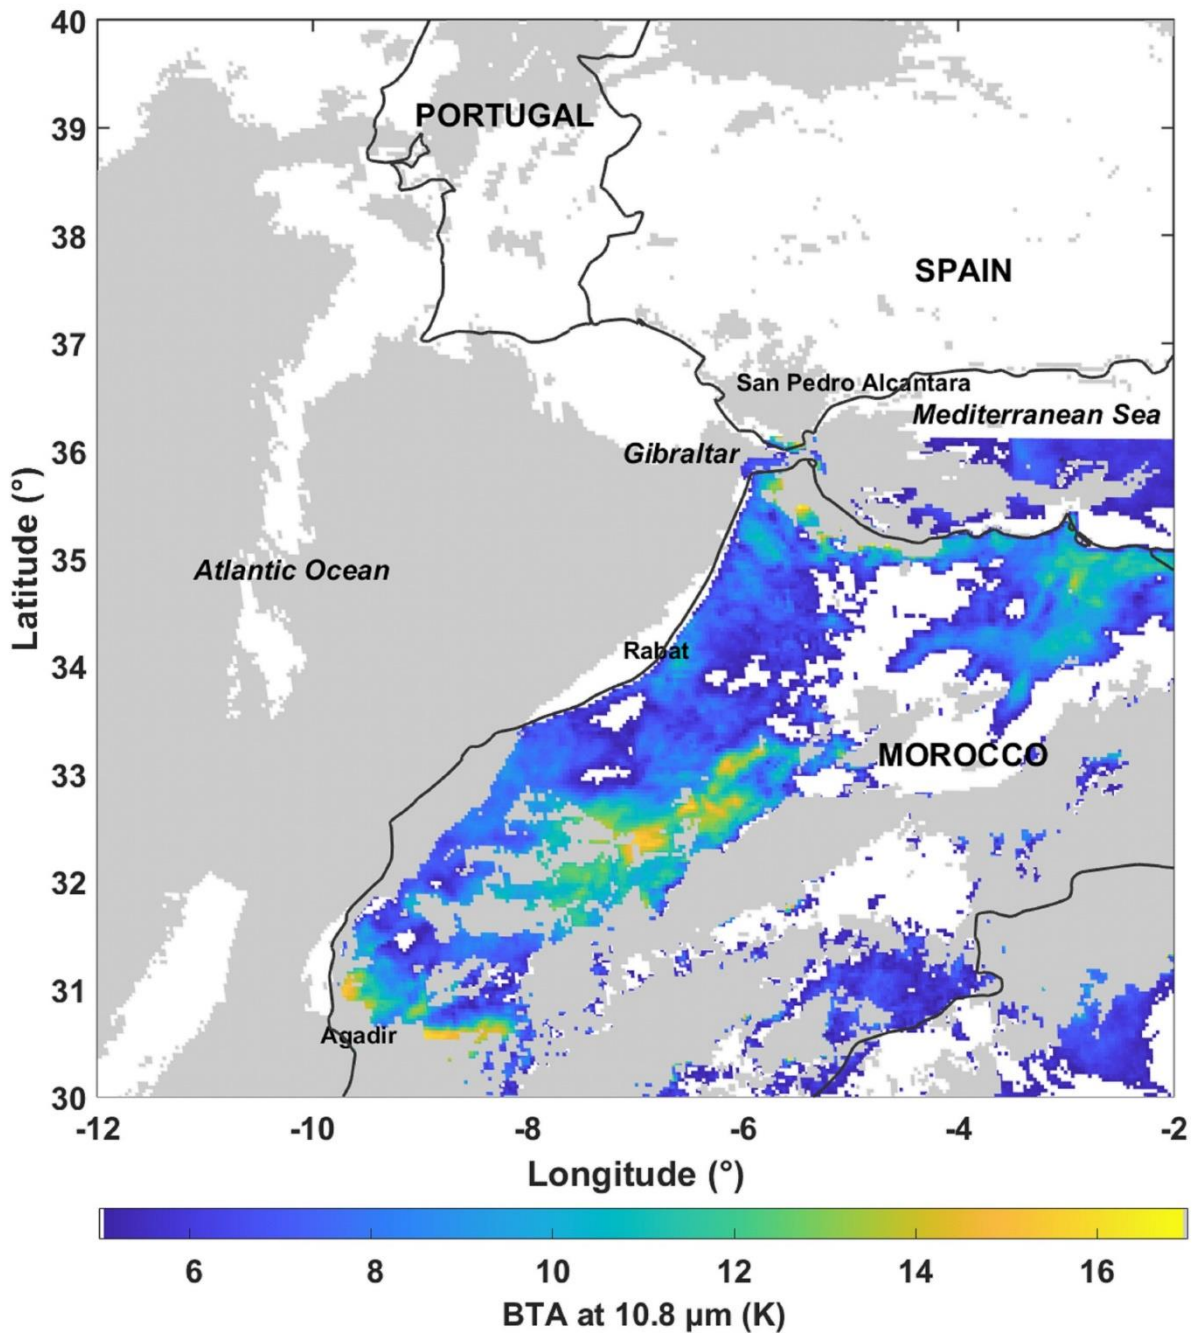 40
39
38
37
36
35
34
33
32
31
30
Latitude (°)
PORTUGAL
SPAIN
San Pedro Alcantara
Mediterranean Sea
Gibraltar
Atlantic Ocean
Rabat
MOROCCO
Agadir
-12 -10 -8 -6 -4 -2
Longitude (°)
6 8 10 12 14 16
BTA at 10.8 µm (K)